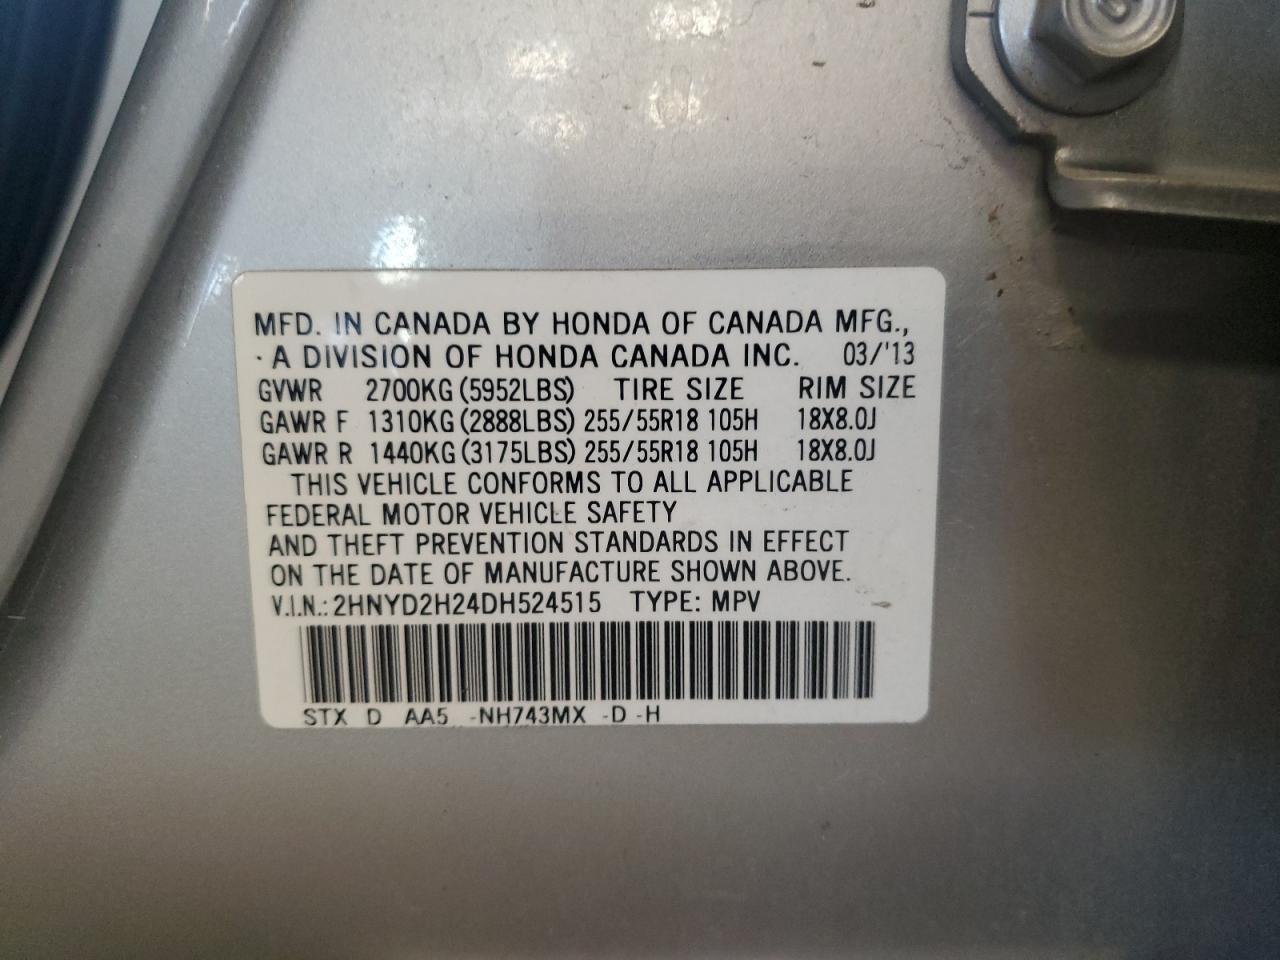 MFD. IN CANADA BY HONDA OF CANADA MFG.,
· A DIVISION OF HONDA CANADA INC. 03/'13
GVWR 2700KG (5952LBS) TIRE SIZE RIM SIZE
GAWR F 1310KG (2888LBS) 255/55R18 105H 18X8.0J
GAWR R 1440KG (3175LBS) 255/55R18 105H 18X8.0J
THIS VEHICLE CONFORMS TO ALL APPLICABLE
FEDERAL MOTOR VEHICLE SAFETY
AND THEFT PREVENTION STANDARDS IN EFFECT
ON THE DATE OF MANUFACTURE SHOWN ABOVE.
V.I.N.: 2HNYD2H24DH524515 TYPE: MPV
STX D AA5 -NH743MX -D -H